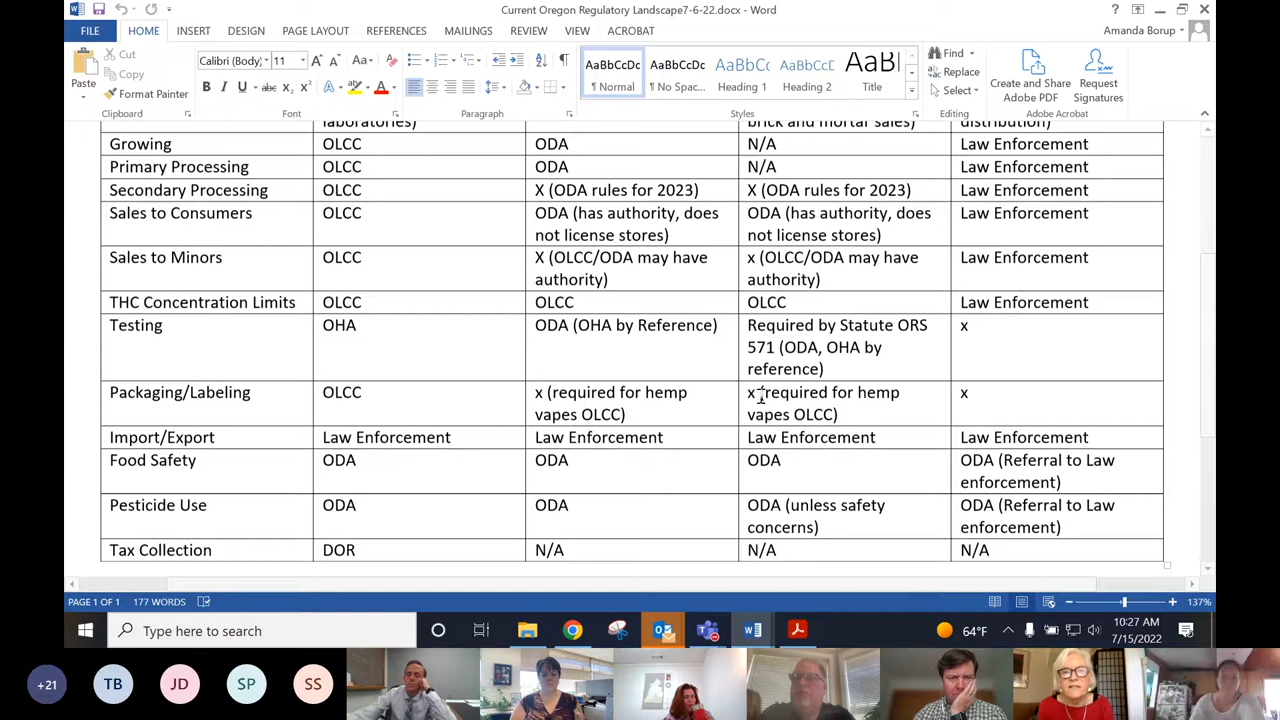 Current Oregon Regulatory Landscape7-6-22.docx - Word
FILE HOME INSERT DESIGN PAGE LAYOUT REFERENCES MAILINGS REVIEW VIEW ACROBAT
Amanda Borup
Paste
Cut
Copy
Format Painter
Clipboard
Calibri (Body) 11
Font
Paragraph
AaBbCcDc AaBbCcDc AaBbCc AaBbCcDc AaBl
¶ Normal ¶ No Spac... Heading 1 Heading 2 Title
Styles
Find
Replace
Select
Editing
Create and Share Adobe PDF
Request Signatures
Adobe Acrobat
laboratories) brick and mortar sales) distribution)
Growing OLCC ODA N/A Law Enforcement
Primary Processing OLCC ODA N/A Law Enforcement
Secondary Processing OLCC X (ODA rules for 2023) X (ODA rules for 2023) Law Enforcement
Sales to Consumers OLCC ODA (has authority, does ODA (has authority, does Law Enforcement
not license stores) not license stores)
Sales to Minors OLCC X (OLCC/ODA may have x (OLCC/ODA may have Law Enforcement
authority) authority)
THC Concentration Limits OLCC OLCC OLCC Law Enforcement
Testing OHA ODA (OHA by Reference) Required by Statute ORS x
571 (ODA, OHA by
reference)
Packaging/Labeling OLCC x (required for hemp x (required for hemp x
vapes OLCC) vapes OLCC)
Import/Export Law Enforcement Law Enforcement Law Enforcement Law Enforcement
Food Safety ODA ODA ODA ODA (Referral to Law
enforcement)
Pesticide Use ODA ODA ODA (unless safety ODA (Referral to Law
concerns) enforcement)
Tax Collection DOR N/A N/A N/A
PAGE 1 OF 1 177 WORDS 137%
Type here to search
64°F
10:27 AM
7/15/2022
+21 TB JD SP SS